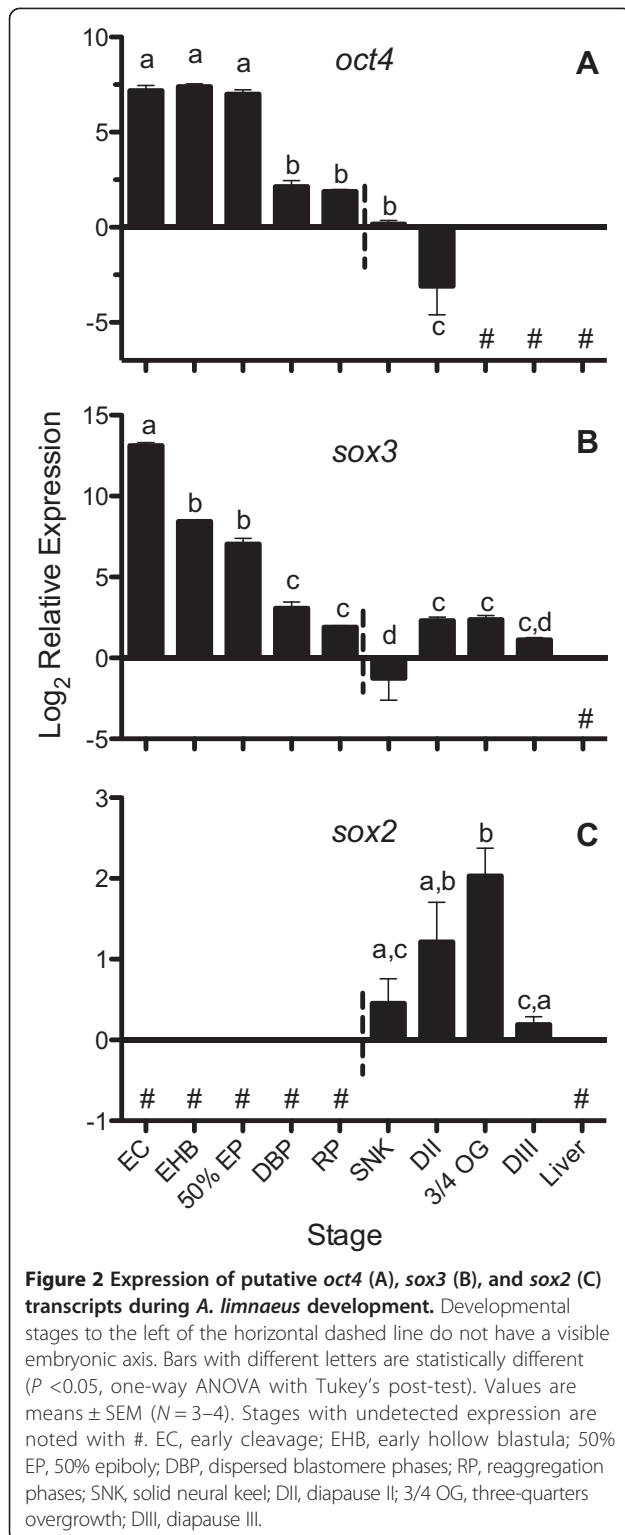 10
5
0
-5
a
a
a
b
b
b
c
#
#
#
oct4
A
15
10
5
0
-5
a
b
b
c
c
d
c
c
c,d
#
sox3
B
Log2 Relative Expression
3
2
1
0
-1
#
#
#
#
#
a,c
a,b
b
c,a
#
sox2
C
EC
EHB
50% EP
DBP
RP
SNK
DII
3/4 OG
DIII
Liver
Stage
Figure 2 Expression of putative oct4 (A), sox3 (B), and sox2 (C)
transcripts during A. limnaeus development. Developmental
stages to the left of the horizontal dashed line do not have a visible
embryonic axis. Bars with different letters are statistically different
(P <0.05, one-way ANOVA with Tukey's post-test). Values are
means ± SEM (N = 3–4). Stages with undetected expression are
noted with #. EC, early cleavage; EHB, early hollow blastula; 50%
EP, 50% epiboly; DBP, dispersed blastomere phases; RP, reaggregation
phases; SNK, solid neural keel; DII, diapause II; 3/4 OG, three-quarters
overgrowth; DIII, diapause III.